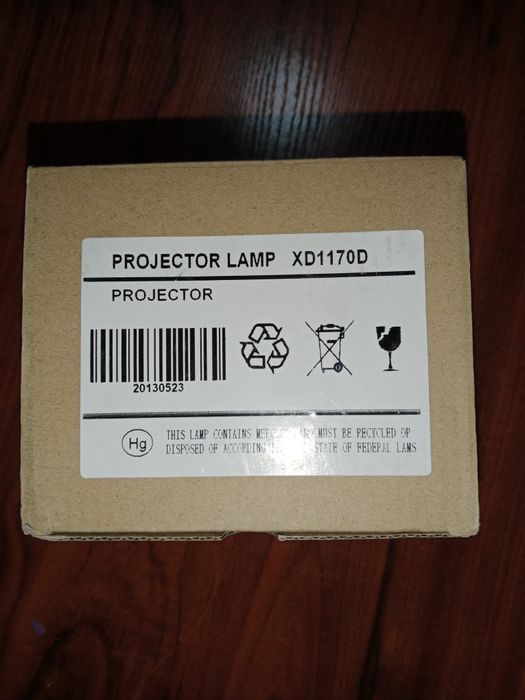 PROJECTOR LAMP XD1170D
PROJECTOR
20130523
Hg
THIS LAMP CONTAINS MUST BE RECYCLED OF
DISPOSED OF ACCORDING STATE OF FEDERAL LAWS